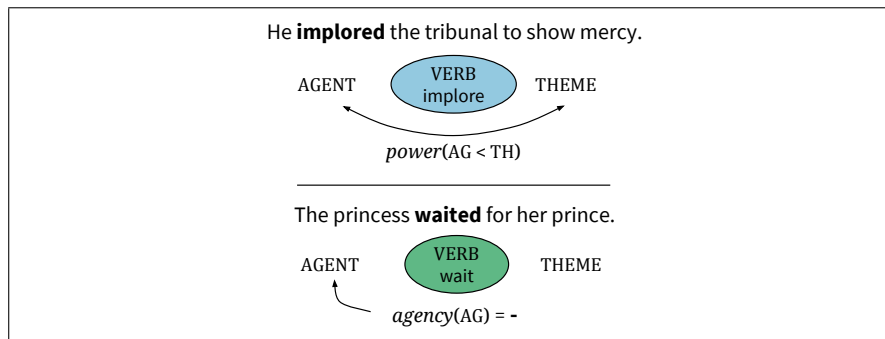 He implored the tribunal to show mercy.
VERB
AGENT implore THEME
power(AG < TH)
The princess waited for her prince.
VERB
AGENT wait THEME
agency(AG) = -